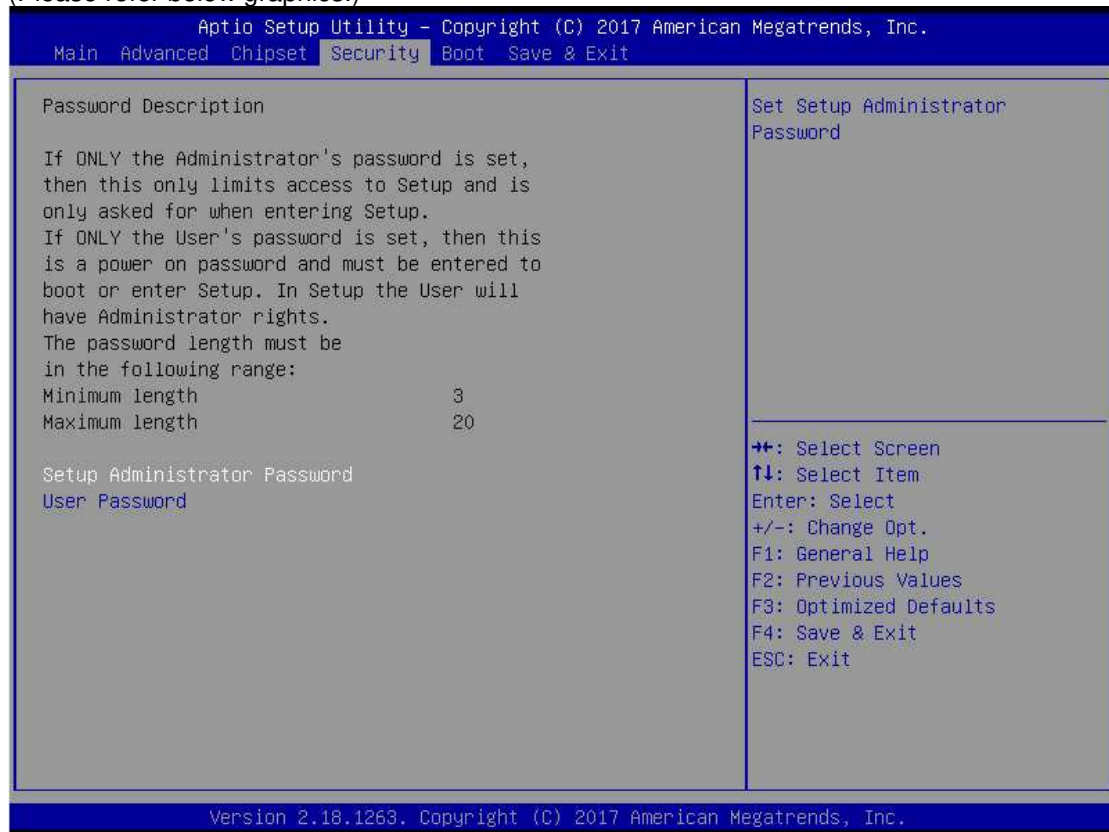 (Please refer below graphics.)
Aptio Setup Utility – Copyright (C) 2017 American Megatrends, Inc.
Main Advanced Chipset Security Boot Save & Exit
Password Description
If ONLY the Administrator's password is set,
then this only limits access to Setup and is
only asked for when entering Setup.
If ONLY the User's password is set, then this
is a power on password and must be entered to
boot or enter Setup. In Setup the User will
have Administrator rights.
The password length must be
in the following range:
Minimum length 3
Maximum length 20
Setup Administrator Password
User Password
Set Setup Administrator
Password
→←: Select Screen
↑↓: Select Item
Enter: Select
+/-: Change Opt.
F1: General Help
F2: Previous Values
F3: Optimized Defaults
F4: Save & Exit
ESC: Exit
Version 2.18.1263. Copyright (C) 2017 American Megatrends, Inc.